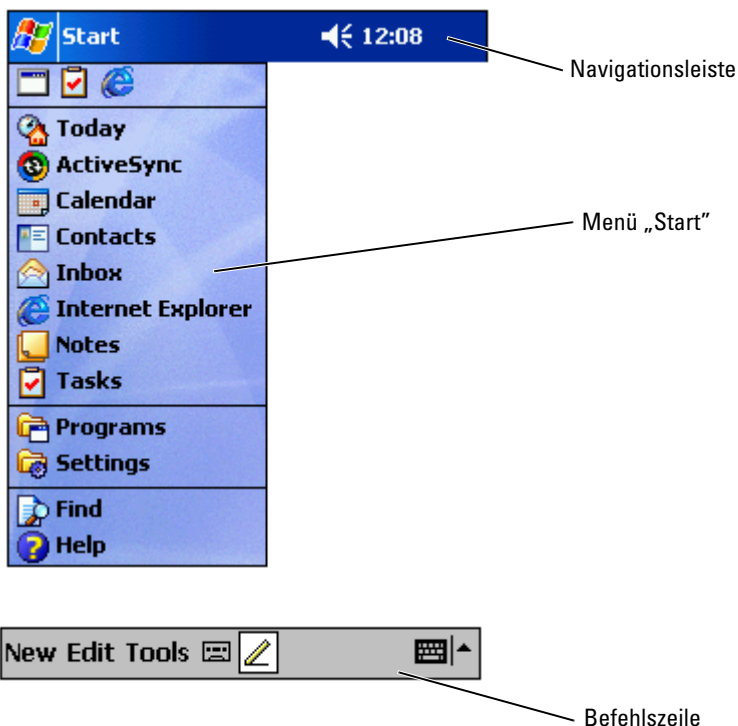 Start 12:08
Navigationsleiste
Today
ActiveSync
Calendar
Contacts
Menü „Start”
Inbox
Internet Explorer
Notes
Tasks
Programs
Settings
Find
Help
New Edit Tools
Befehlszeile